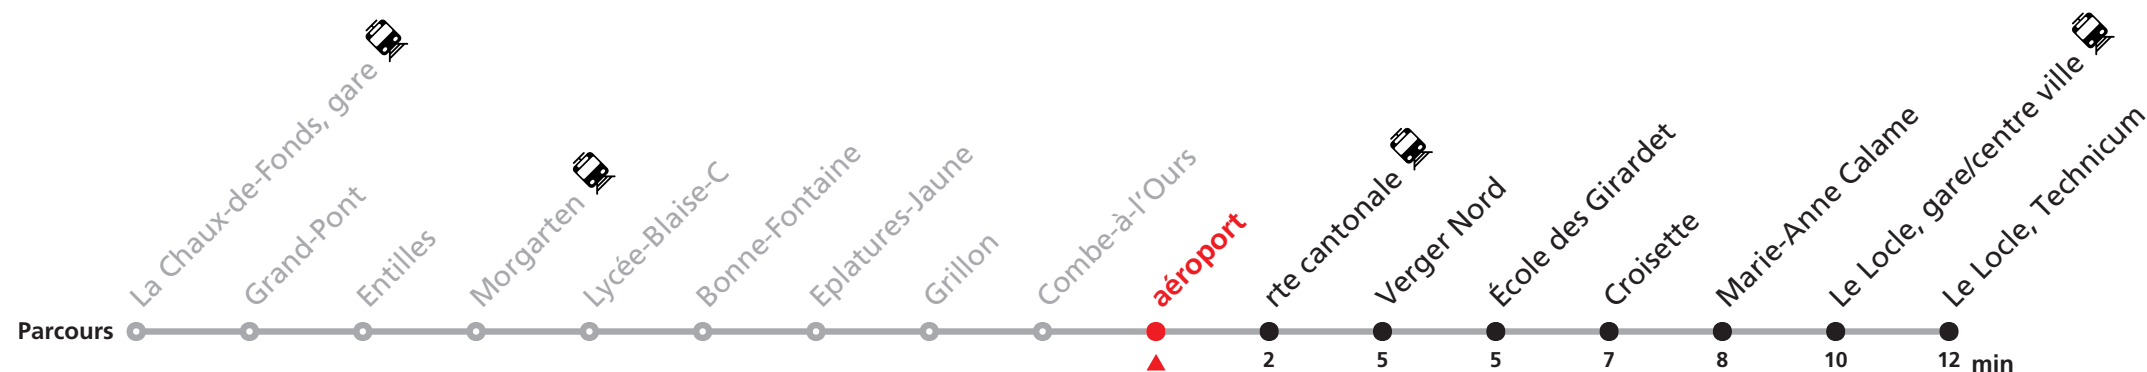 La Chaux-de-Fonds, gare
Grand-Pont
Entilles
Morgarten
Lycée-Blaise-C
Bonne-Fontaine
Eplatures-Jaune
Grillon
Combe-à-l'Ours
aéroport
rte cantonale
Verger Nord
École des Girardet
Croisette
Marie-Anne Calame
Le Locle, gare/centre ville
Le Locle, Technicum
Parcours
2 5 5 7 8 10 12 min